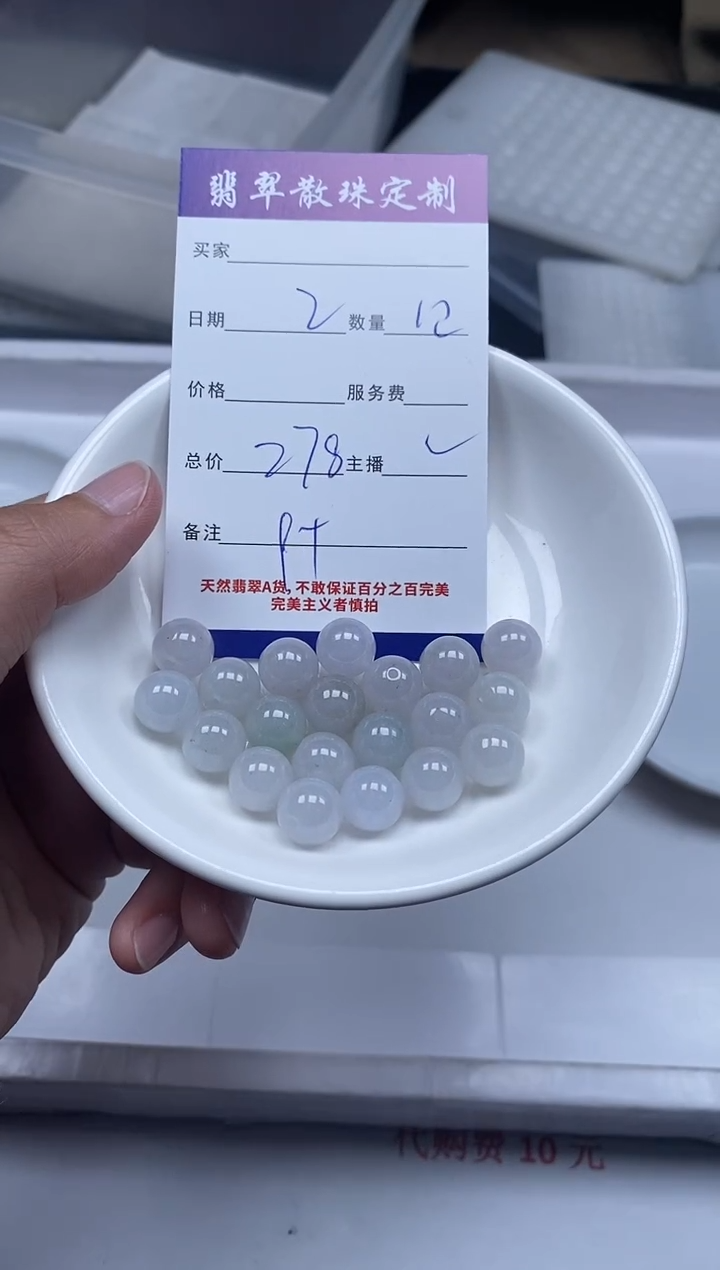 翡翠散珠定制
买家
日期 2 数量 12
价格 服务费
总价 278 主播
备注
天然翡翠A货,不敢保证百分之百完美
完美主义者慎拍
代购费 10 元